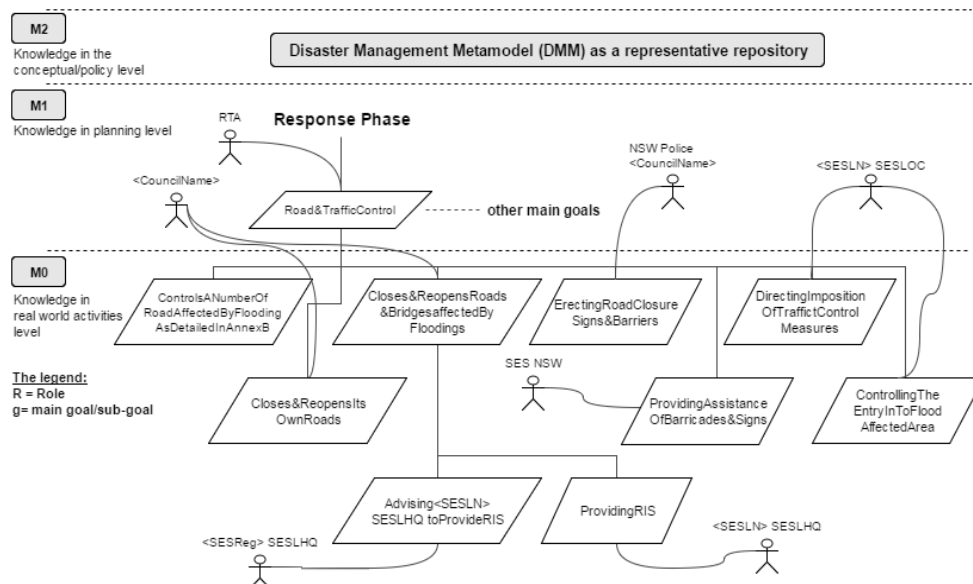 M2
Knowledge in the
conceptual/policy level
Disaster Management Metamodel (DMM) as a representative repository
M1
Knowledge in planning level
RTA
Response Phase
<CouncilName>
NSW Police
<CouncilName>
<SESLN> SESLOC
Road&TrafficControl
other main goals
M0
Knowledge in
real world activities
level
ControlsANumberOf
RoadAffectedByFlooding
AsDetailedInAnnexB
Closes&ReopensRoads
&BridgesaffectedBy
Floodings
ErectingRoadClosure
Signs&Barriers
DirectingImposition
OfTraffictControl
Measures
The legend:
R = Role
g= main goal/sub-goal
Closes&ReopensIts
OwnRoads
SES NSW
ProvidingAssistance
OfBarricades&Signs
ControllingThe
EntryInToFlood
AffectedArea
Advising<SESLN>
SESLHQ toProvideRIS
ProvidingRIS
<SESReg> SESLHQ
<SESLN> SESLHQ